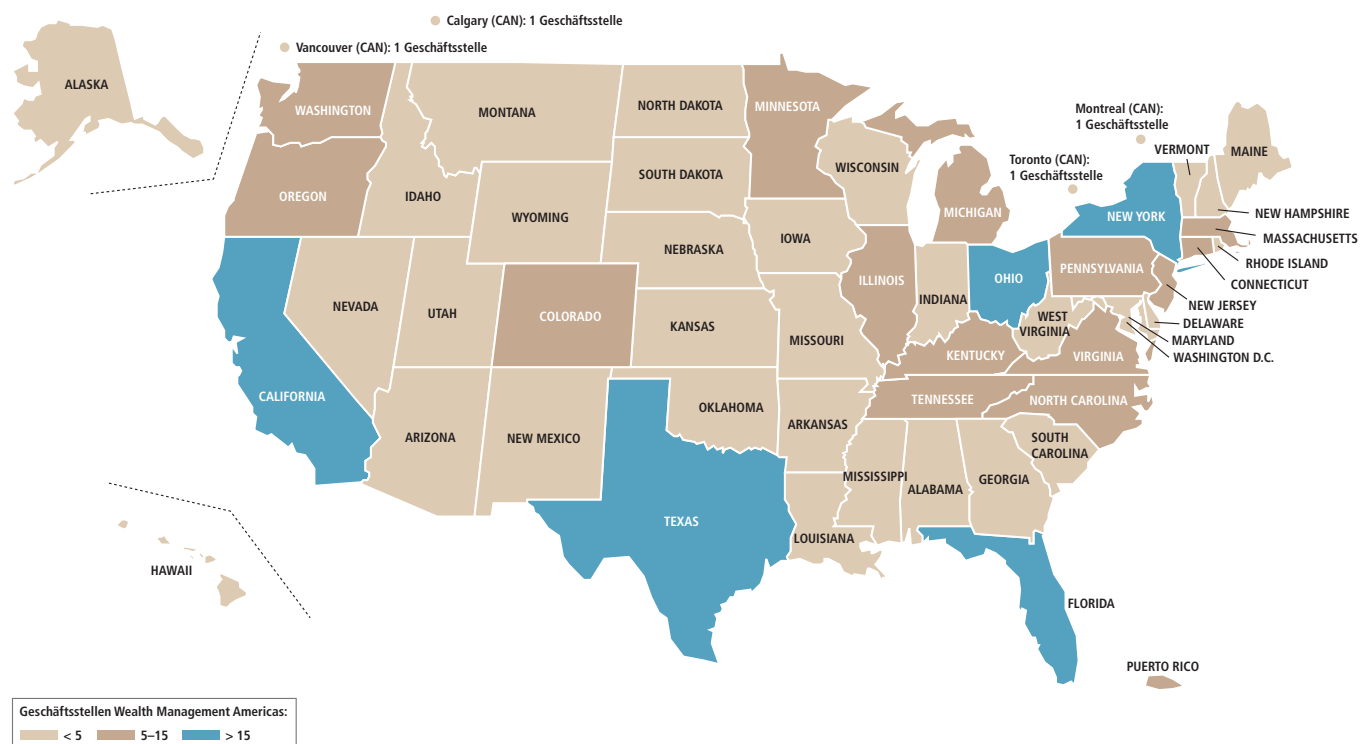 Calgary (CAN): 1 Geschäftsstelle
Vancouver (CAN): 1 Geschäftsstelle
ALASKA
WASHINGTON
MONTANA
NORTH DAKOTA
MINNESOTA
Montreal (CAN):
1 Geschäftsstelle
VERMONT
MAINE
Toronto (CAN):
1 Geschäftsstelle
WISCONSIN
SOUTH DAKOTA
OREGON
IDAHO
WYOMING
MICHIGAN
NEW YORK
NEW HAMPSHIRE
MASSACHUSETTS
IOWA
NEBRASKA
RHODE ISLAND
PENNSYLVANIA
CONNECTICUT
OHIO
ILLINOIS
INDIANA
NEVADA
UTAH
COLORADO
KANSAS
NEW JERSEY
WEST
VIRGINIA
DELAWARE
MARYLAND
MISSOURI
KENTUCKY
VIRGINIA
WASHINGTON D.C.
CALIFORNIA
TENNESSEE
NORTH CAROLINA
OKLAHOMA
ARKANSAS
ARIZONA
NEW MEXICO
SOUTH
CAROLINA
MISSISSIPPI
ALABAMA
GEORGIA
TEXAS
LOUISIANA
HAWAII
FLORIDA
PUERTO RICO
Geschäftsstellen Wealth Management Americas:
< 5 5–15 > 15